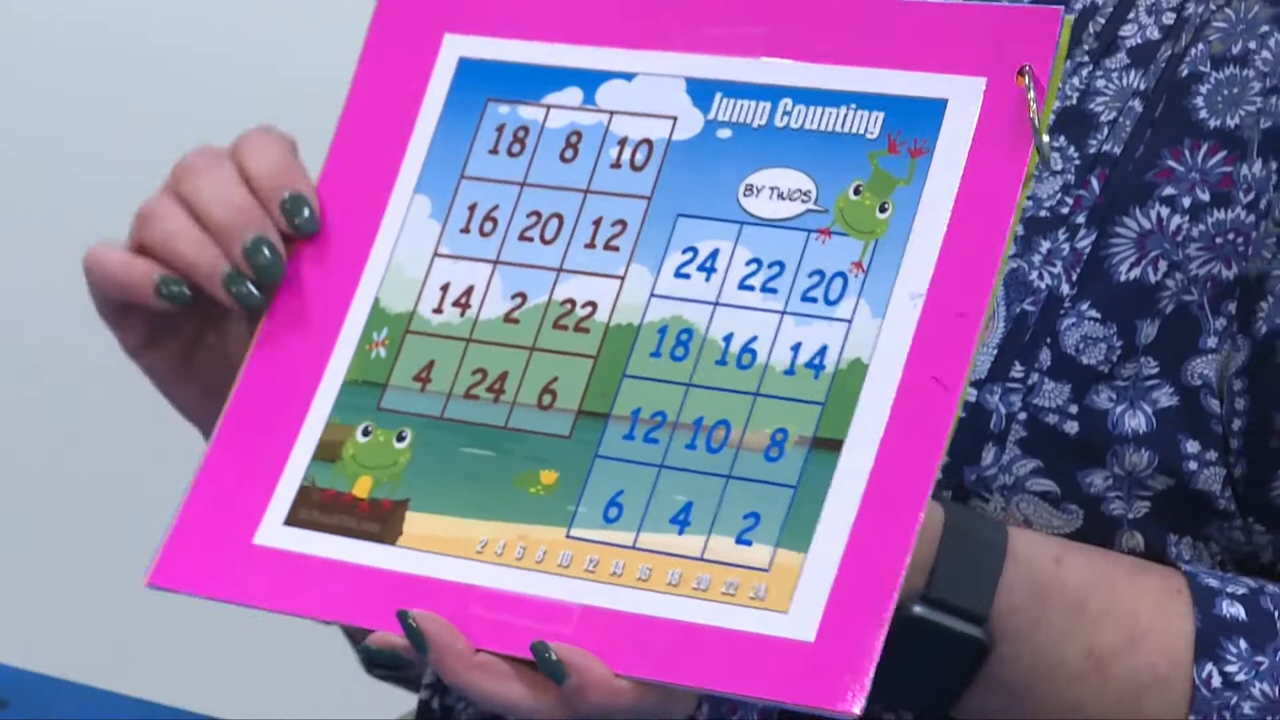 Jump Counting
BY TWOS
18 8 10
16 20 12
14 2 22
4 24 6
24 22 20
18 16 14
12 10 8
6 4 2
2 4 6 8 10 12 14 16 18 20 22 24